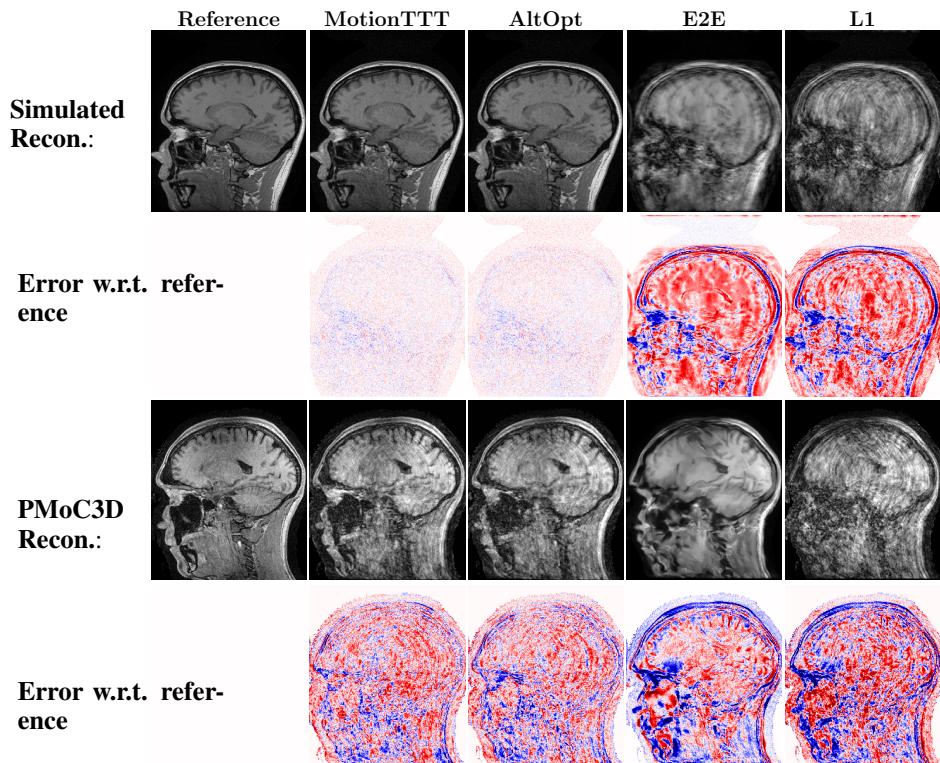 Reference MotionTTT AltOpt E2E L1
Simulated
Recon.:
Error w.r.t. refer-
ence
PMoC3D
Recon.:
Error w.r.t. refer-
ence